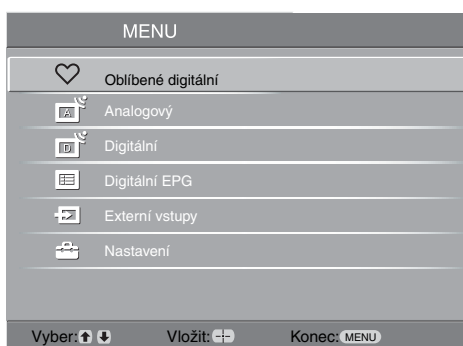 MENU
Oblíbené digitální
A Analogový
D Digitální
Digitální EPG
Externí vstupy
Nastavení
Vyber: Vložit: Konec: MENU